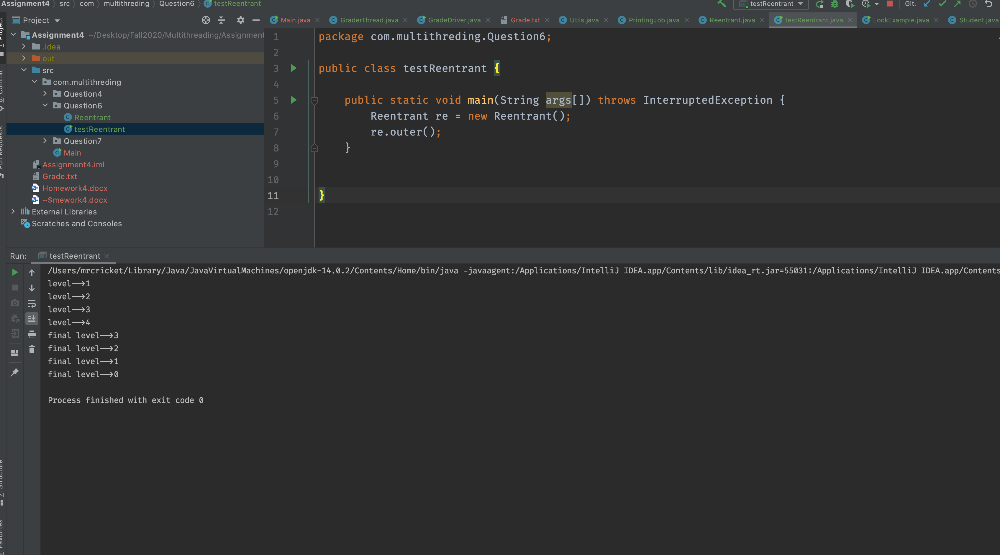 Assignment4 src com multithreding Question6 testReentrant
testReentrant Git:
Project
Main.java GraderThread.java GradeDriver.java Grade.txt Utils.java PrintingJob.java Reentrant.java testReentrant.java LockExample.java Student.java
Assignment4 ~/Desktop/Fall2020/Multithreading/Assignment
.idea
out
src
com.multithreding
Question4
Question6
Reentrant
testReentrant
Question7
Main
Assignment4.iml
Grade.txt
Homework4.docx
~$mework4.docx
External Libraries
Scratches and Consoles
1 package com.multithreding.Question6;
2
3 public class testReentrant {
4
5 public static void main(String args[]) throws InterruptedException {
6 Reentrant re = new Reentrant();
7 re.outer();
8 }
9
10
11 }
12
Run: testReentrant
/Users/mrcricket/Library/Java/JavaVirtualMachines/openjdk-14.0.2/Contents/Home/bin/java -javaagent:/Applications/IntelliJ IDEA.app/Contents/lib/idea_rt.jar=55031:/Applications/IntelliJ IDEA.app/Contents
level-->1
level-->2
level-->3
level-->4
final level-->3
final level-->2
final level-->1
final level-->0
Process finished with exit code 0
Pull Requests
Z: Structure
2: Favorites